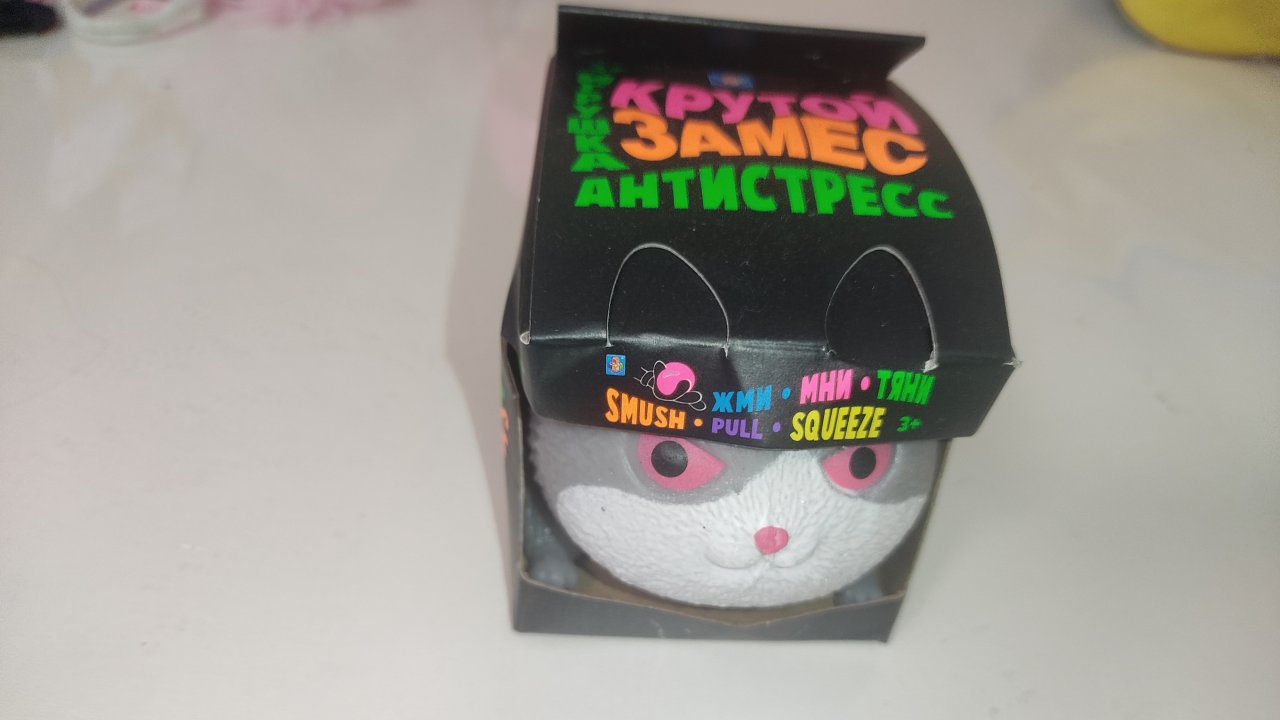 ИГРУШКА
КРУТОЙ
ЗАМЕС
АНТИСТРЕСС
ЖМИ • МНИ • ТЯНИ
SMUSH • PULL • SQUEEZE 3+